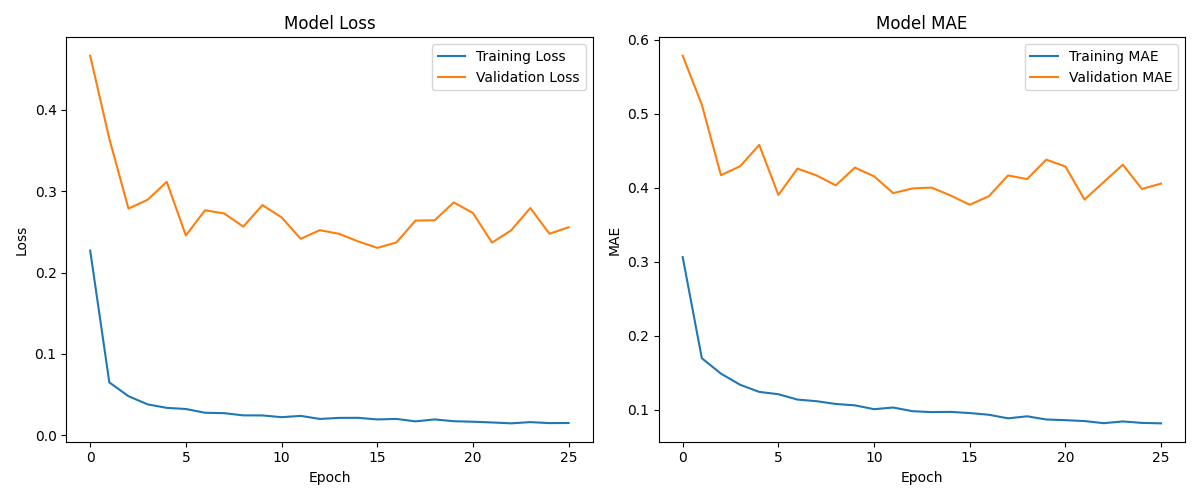 Model Loss
Training Loss
Validation Loss
0.4
0.3
0.2
0.1
0.0
Loss
0 5 10 15 20 25
Epoch
Model MAE
Training MAE
Validation MAE
0.6
0.5
0.4
0.3
0.2
0.1
MAE
0 5 10 15 20 25
Epoch